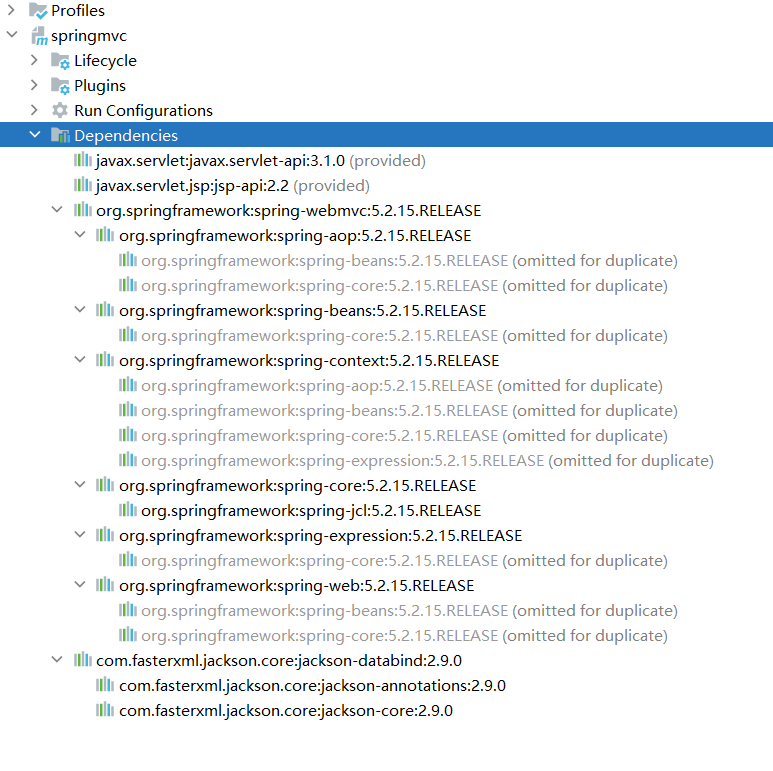 Profiles
springmvc
Lifecycle
Plugins
Run Configurations
Dependencies
javax.servlet:javax.servlet-api:3.1.0 (provided)
javax.servlet.jsp:jsp-api:2.2 (provided)
org.springframework:spring-webmvc:5.2.15.RELEASE
org.springframework:spring-aop:5.2.15.RELEASE
org.springframework:spring-beans:5.2.15.RELEASE (omitted for duplicate)
org.springframework:spring-core:5.2.15.RELEASE (omitted for duplicate)
org.springframework:spring-beans:5.2.15.RELEASE
org.springframework:spring-core:5.2.15.RELEASE (omitted for duplicate)
org.springframework:spring-context:5.2.15.RELEASE
org.springframework:spring-aop:5.2.15.RELEASE (omitted for duplicate)
org.springframework:spring-beans:5.2.15.RELEASE (omitted for duplicate)
org.springframework:spring-core:5.2.15.RELEASE (omitted for duplicate)
org.springframework:spring-expression:5.2.15.RELEASE (omitted for duplicate)
org.springframework:spring-core:5.2.15.RELEASE
org.springframework:spring-jcl:5.2.15.RELEASE
org.springframework:spring-expression:5.2.15.RELEASE
org.springframework:spring-core:5.2.15.RELEASE (omitted for duplicate)
org.springframework:spring-web:5.2.15.RELEASE
org.springframework:spring-beans:5.2.15.RELEASE (omitted for duplicate)
org.springframework:spring-core:5.2.15.RELEASE (omitted for duplicate)
com.fasterxml.jackson.core:jackson-databind:2.9.0
com.fasterxml.jackson.core:jackson-annotations:2.9.0
com.fasterxml.jackson.core:jackson-core:2.9.0